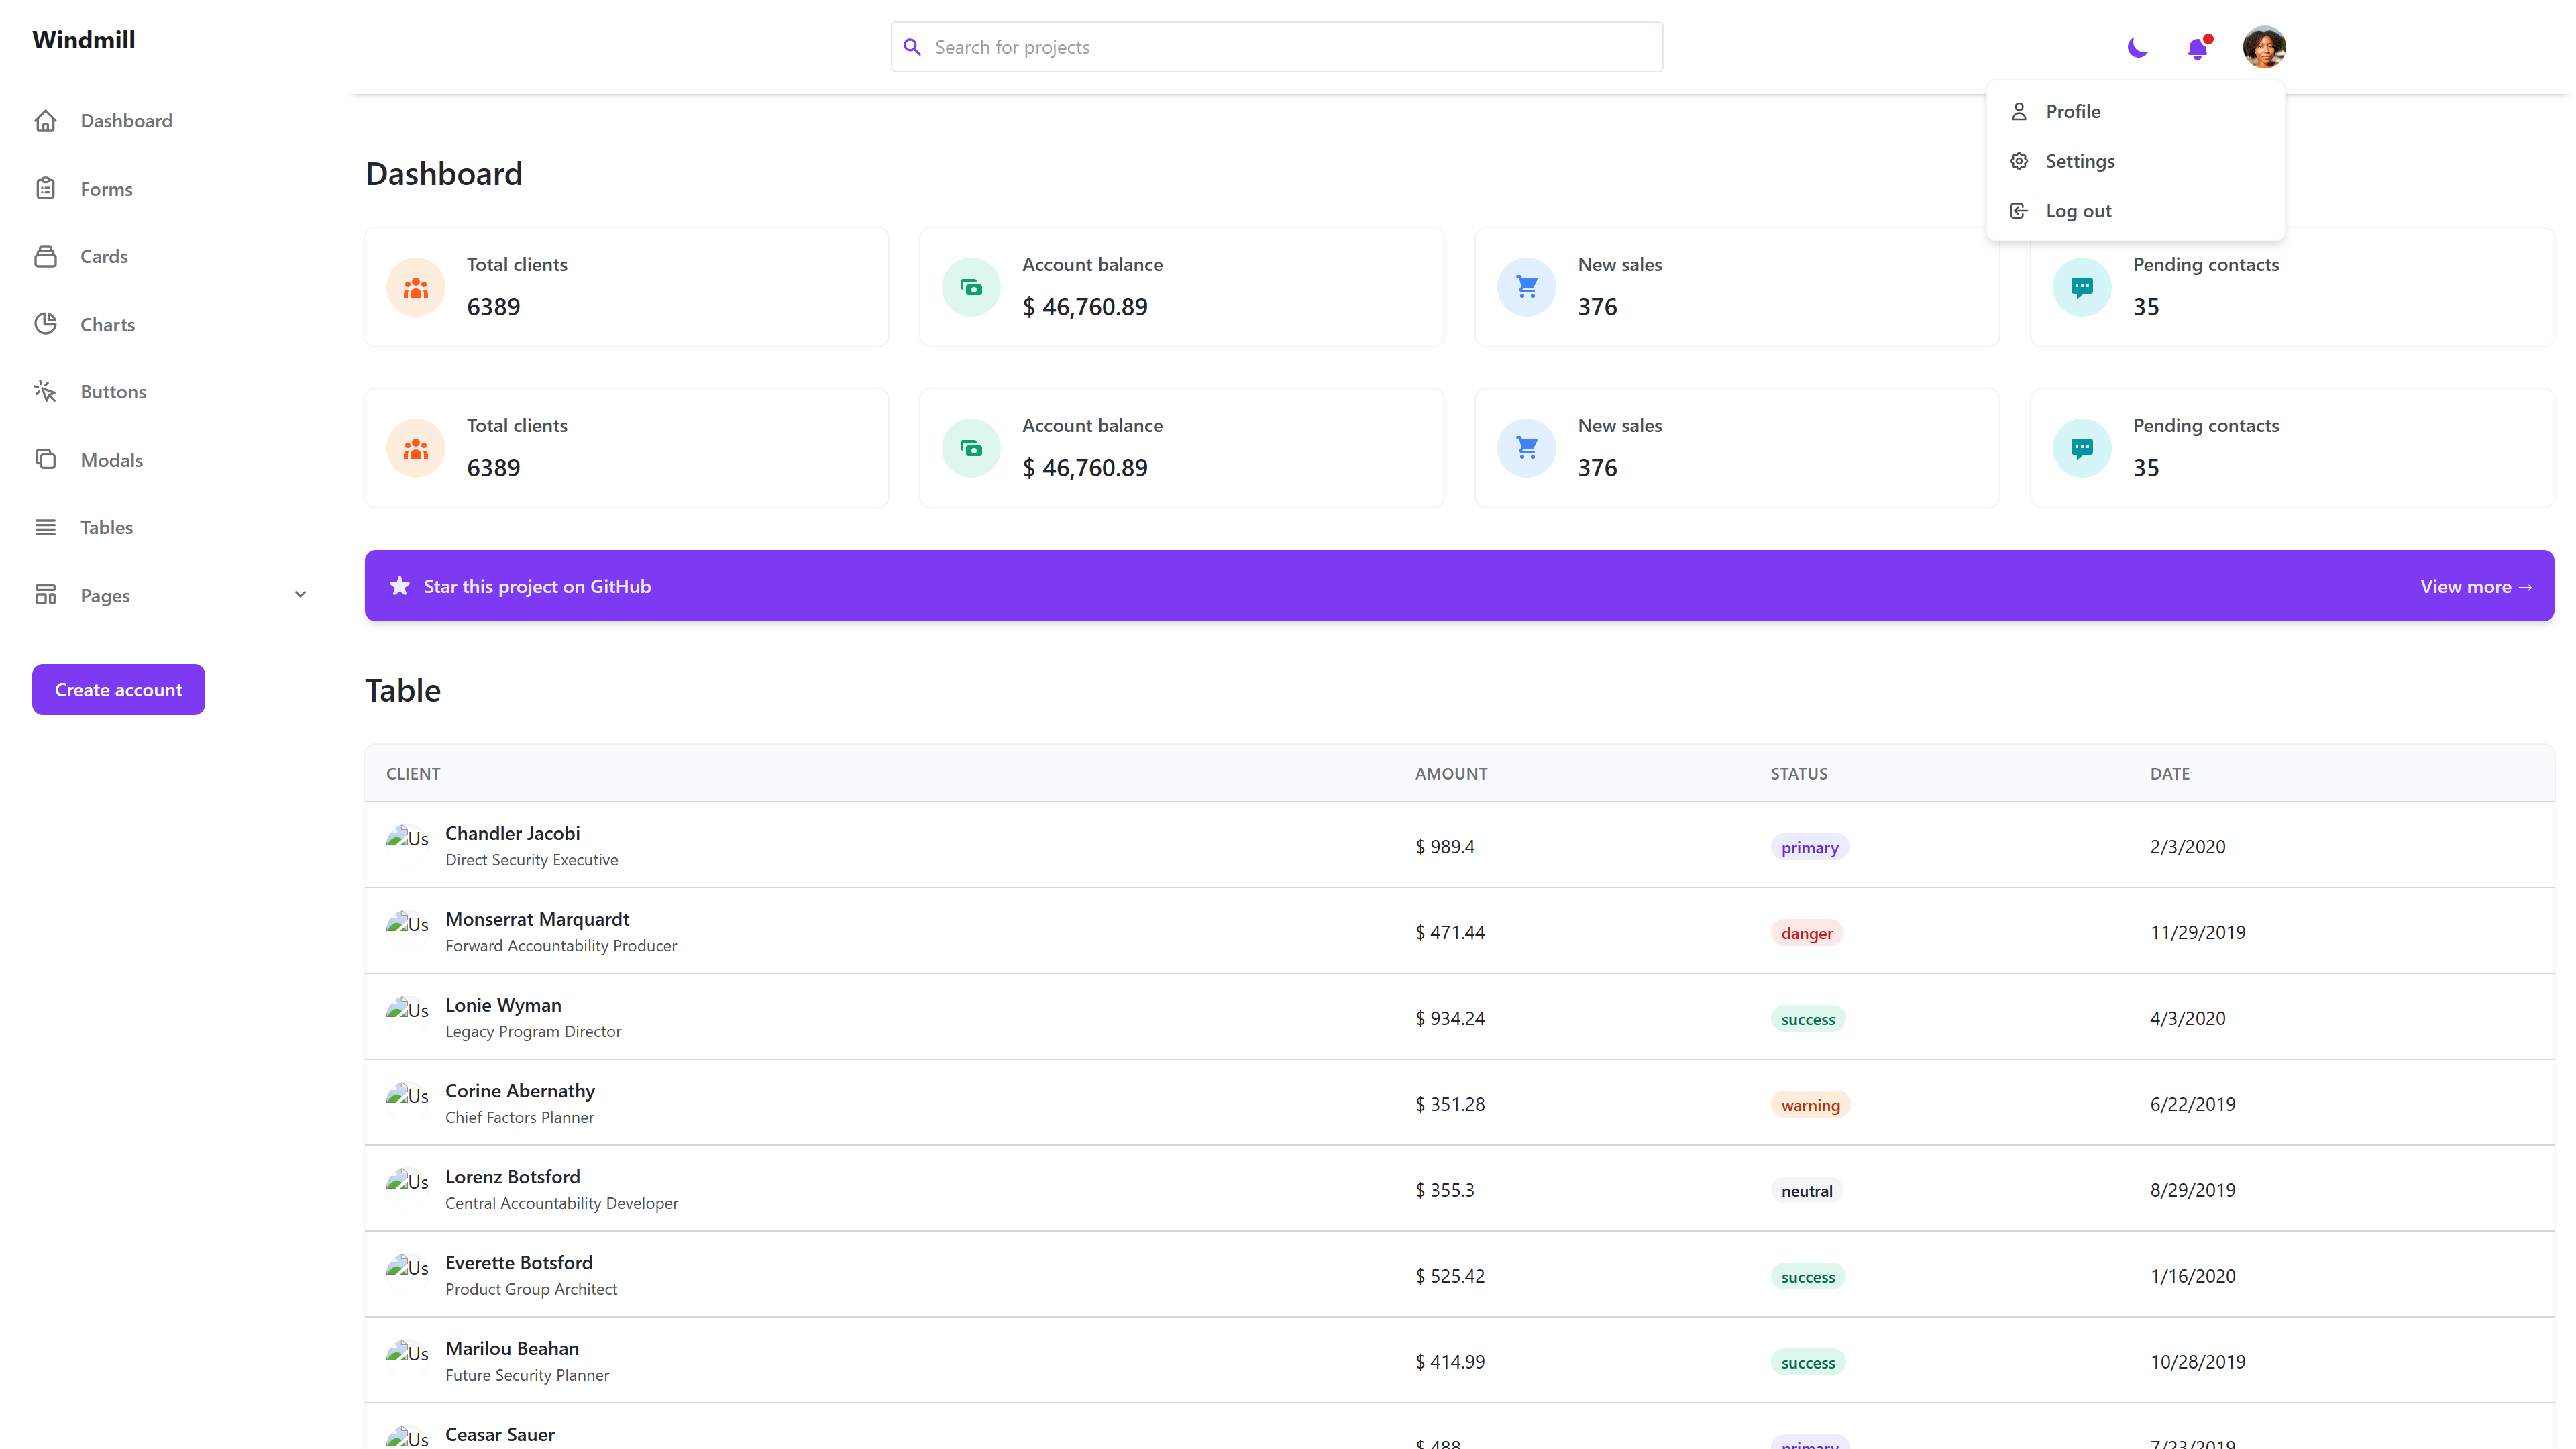 Windmill
Search for projects
Profile
Settings
Log out
Dashboard
Forms
Cards
Charts
Buttons
Modals
Tables
Pages
Create account
Dashboard
Total clients
6389
Account balance
$ 46,760.89
New sales
376
Pending contacts
35
Total clients
6389
Account balance
$ 46,760.89
New sales
376
Pending contacts
35
Star this project on GitHub
View more →
Table
CLIENT AMOUNT STATUS DATE
Us Chandler Jacobi
Direct Security Executive
$ 989.4 primary 2/3/2020
Us Monserrat Marquardt
Forward Accountability Producer
$ 471.44 danger 11/29/2019
Us Lonie Wyman
Legacy Program Director
$ 934.24 success 4/3/2020
Us Corine Abernathy
Chief Factors Planner
$ 351.28 warning 6/22/2019
Us Lorenz Botsford
Central Accountability Developer
$ 355.3 neutral 8/29/2019
Us Everette Botsford
Product Group Architect
$ 525.42 success 1/16/2020
Us Marilou Beahan
Future Security Planner
$ 414.99 success 10/28/2019
Us Ceasar Sauer
$ 488 primary 7/23/2019